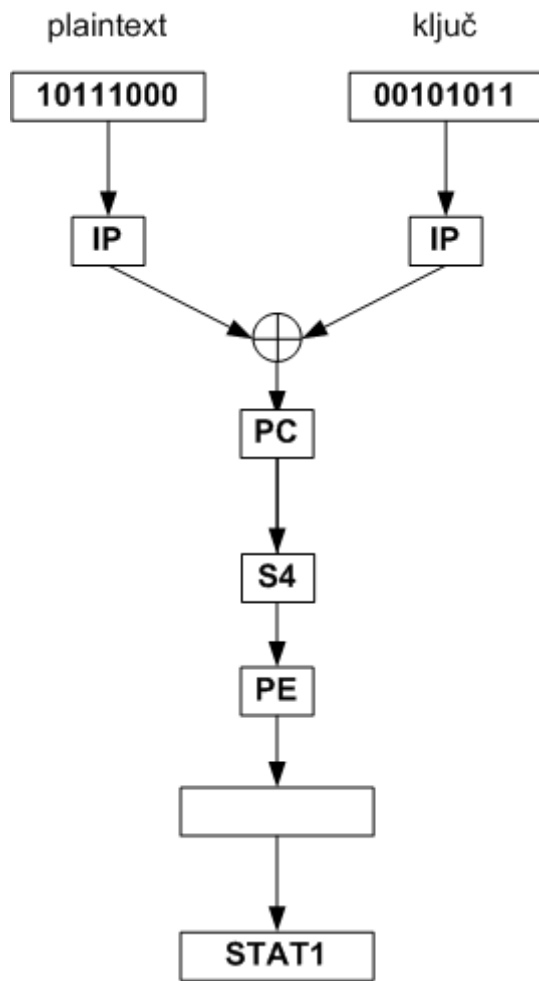 plaintext ključ
10111000 00101011
IP IP
PC
S4
PE
STAT1